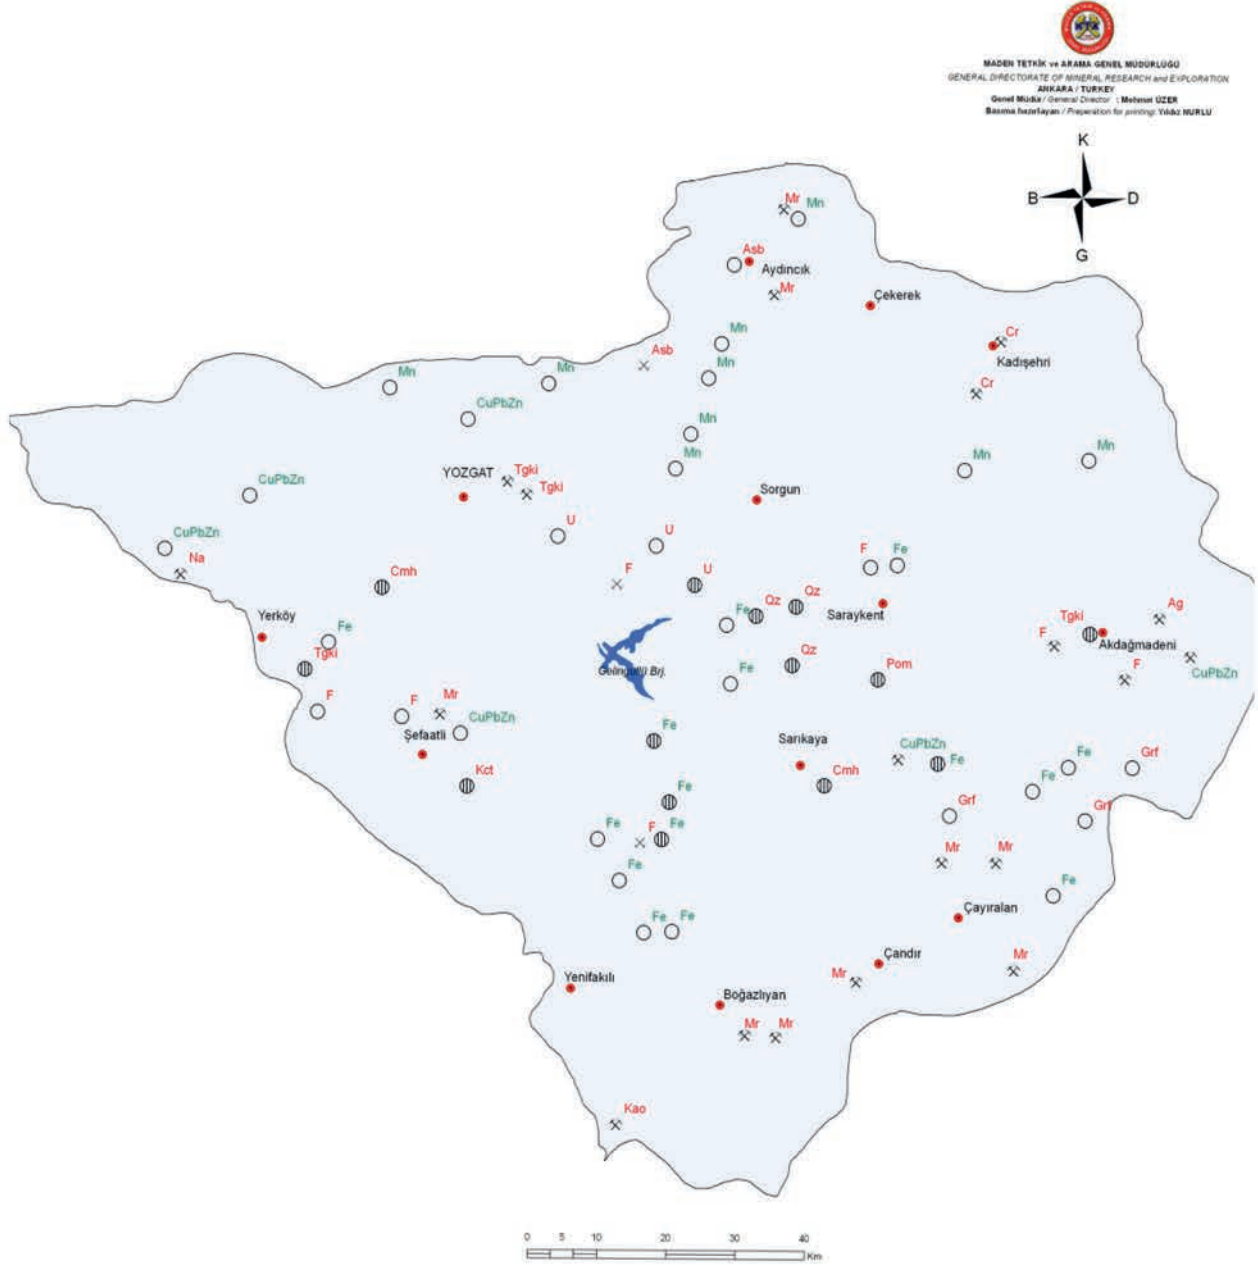 MADEN TETKİK ve ARAMA GENEL MÜDÜRLÜĞÜ
GENERAL DIRECTORATE OF MINERAL RESEARCH and EXPLORATION
ANKARA / TURKEY
Genel Müdür / General Director : Mehmet ÜZER
Basıma hazırlayan / Preparation for printing: Yıldız NURLU
K
B D
G
Mr Mn
Asb
Aydıncık
Mr
Çekerek
Mn
Cr
Kadışehri
Asb
Mn
Mn
Mn
Cr
CuPbZn
Mn
Mn
Mn
Mn
YOZGAT
Tgki
Tgki
CuPbZn
Sorgun
U
U
CuPbZn
Na
Cmh
F
U
F
Fe
Qz
Qz
Fe
Saraykent
Yerköy
Fe
Tgki
Ag
Tgki
F
Akdağmadeni
F
CuPbZn
Qz
Pom
Fe
Gelingüllü Brj.
F
F
Mr
CuPbZn
Şefaatli
Fe
Sarıkaya
CuPbZn
Fe
Cmh
Kct
Fe
Fe
Grf
Fe
Grf
Grf
Fe
F
Fe
Mr
Mr
Fe
Fe
Fe
Fe
Çayıralan
Çandır
Mr
Mr
Yenifakılı
Boğazlıyan
Mr
Mr
Kao
0 5 10 20 30 40
Km